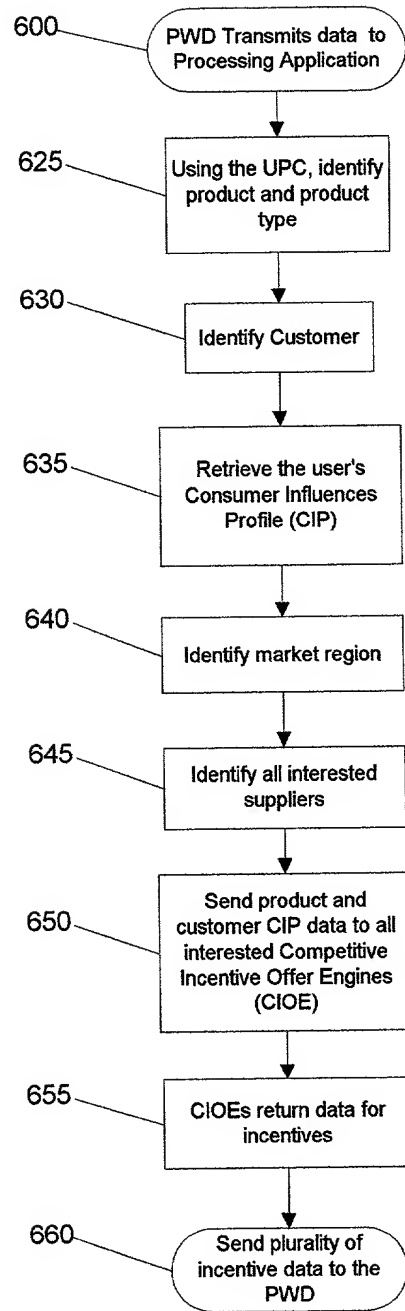 600
PWD Transmits data to
Processing Application
625
Using the UPC, identify
product and product
type
630
Identify Customer
635
Retrieve the user's
Consumer Influences
Profile (CIP)
640
Identify market region
645
Identify all interested
suppliers
650
Send product and
customer CIP data to all
interested Competitive
Incentive Offer Engines
(CIOE)
655
CIOEs return data for
incentives
660
Send plurality of
incentive data to the
PWD